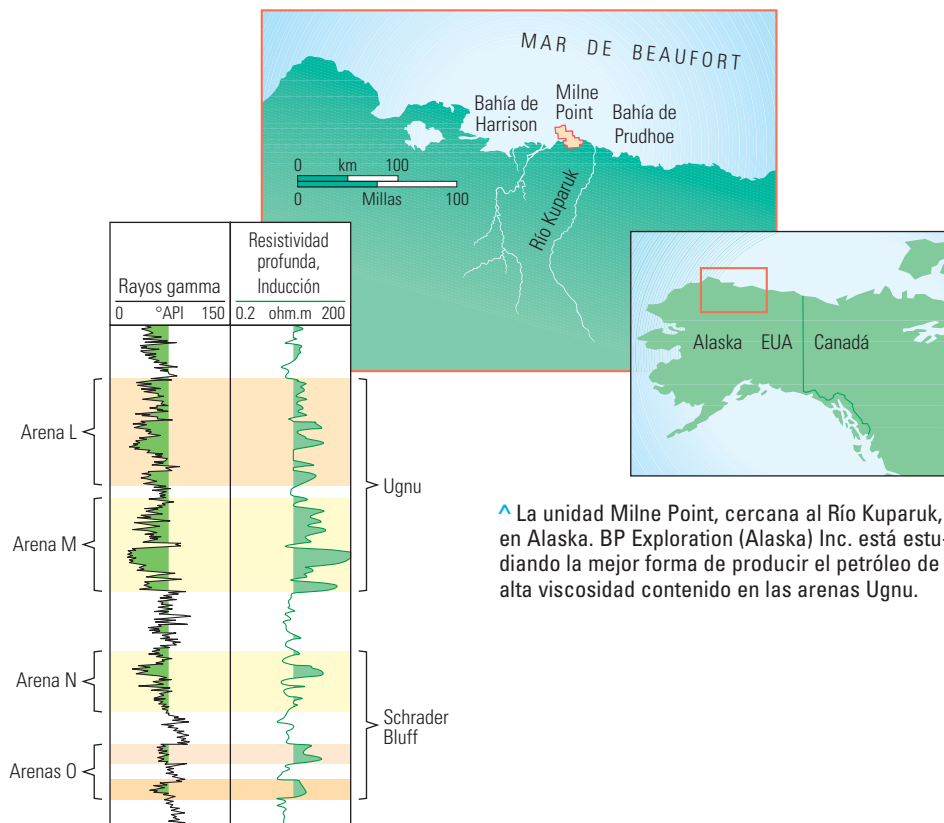 MAR DE BEAUFORT
Bahía de
Harrison
Milne
Point
Bahía de
Prudhoe
0 km 100
0 Millas 100
Río Kuparuk
Alaska EUA Canadá
Rayos gamma
0 °API 150
Resistividad
profunda,
Inducción
0.2 ohm.m 200
Arena L
Arena M
Ugnu
Arena N
Arenas O
Schrader
Bluff
^ La unidad Milne Point, cercana al Río Kuparuk,
en Alaska. BP Exploration (Alaska) Inc. está estu-
diando la mejor forma de producir el petróleo de
alta viscosidad contenido en las arenas Ugnu.